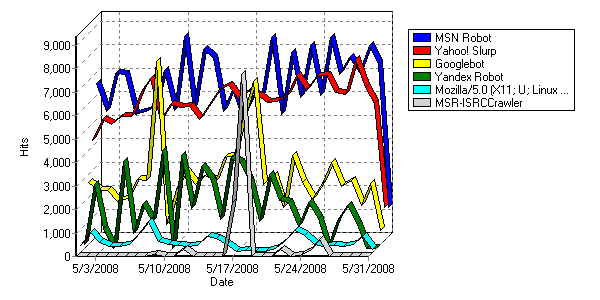 9,000
8,000
7,000
6,000
5,000
4,000
3,000
2,000
1,000
0
Hits
5/3/2008 5/10/2008 5/17/2008 5/24/2008 5/31/2008
Date
MSN Robot
Yahoo! Slurp
Googlebot
Yandex Robot
Mozilla/5.0 (X11; U; Linux ...
MSR-ISRCCrawler